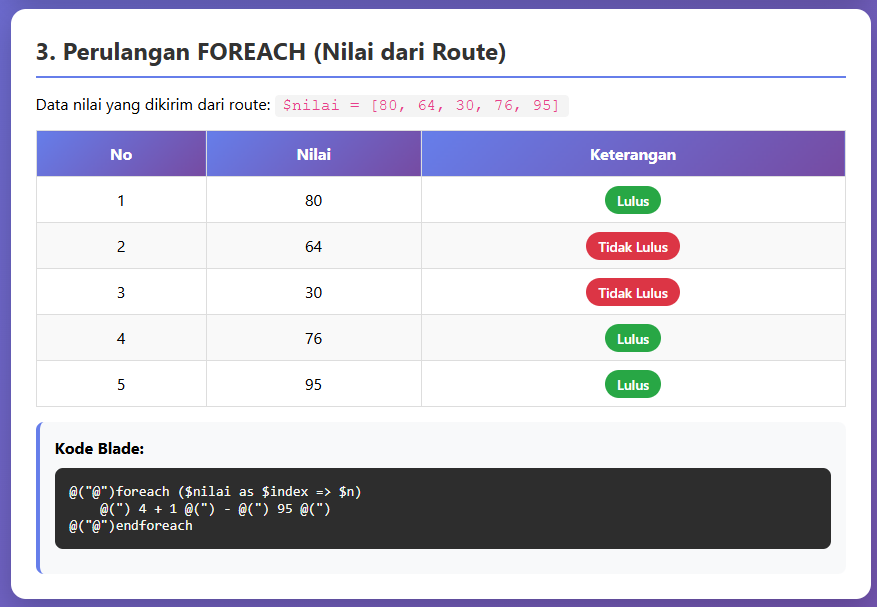 3. Perulangan FOREACH (Nilai dari Route)
Data nilai yang dikirim dari route: $nilai = [80, 64, 30, 76, 95]
No Nilai Keterangan
1 80 Lulus
2 64 Tidak Lulus
3 30 Tidak Lulus
4 76 Lulus
5 95 Lulus
Kode Blade:
@("@")foreach ($nilai as $index => $n)
    @(") 4 + 1 @(") - @(") 95 @(")
@("@")endforeach